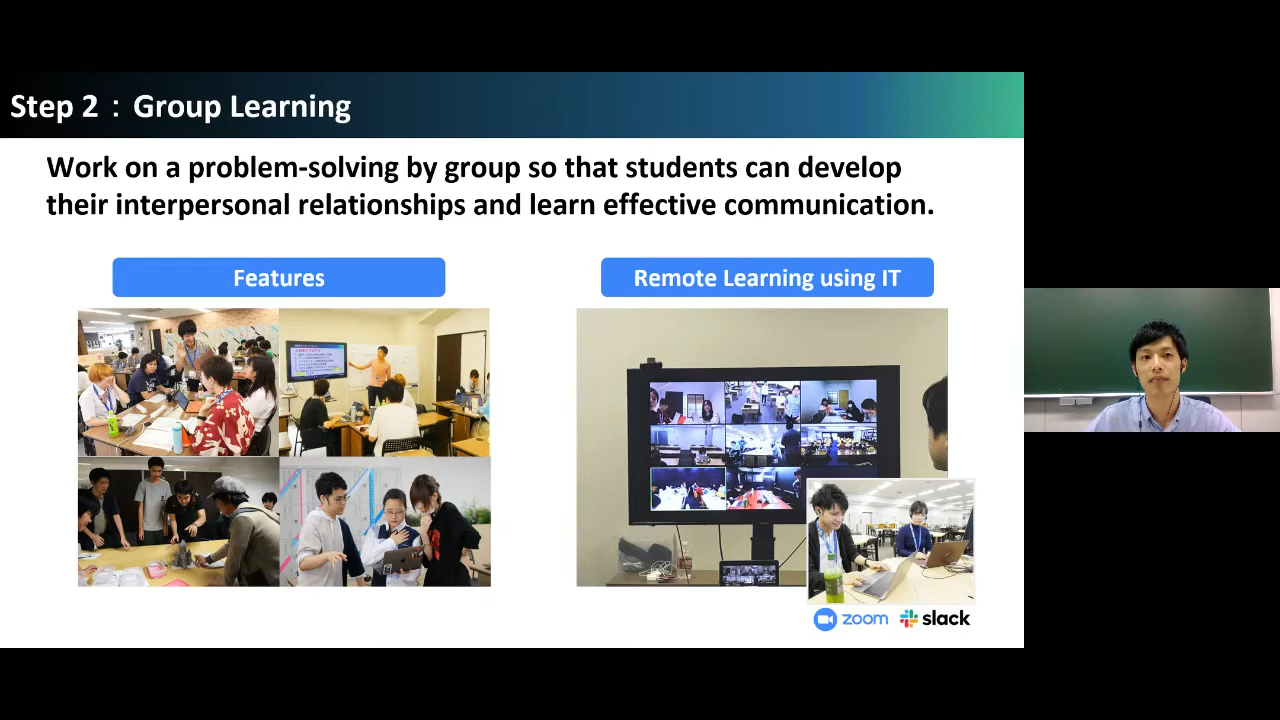 Step 2：Group Learning
Work on a problem-solving by group so that students can develop
their interpersonal relationships and learn effective communication.
Features
Remote Learning using IT
zoom
slack